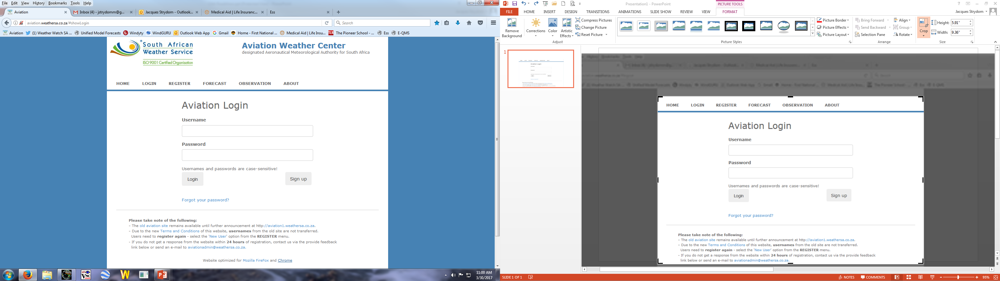 File Edit View History Bookmarks Tools Help
Aviation
Inbox (4) - jstrydomm@g...
Jacques Strydom - Outlook...
Medical Aid | Life Insuranc...
Ess
aviation.weathersa.co.za/#showLogin
Search
Aviation
(1) Weather Watch SA ...
Unified Model Forecasts
Windyty
WindGURU
Outlook Web App
Gmail
Home - First National ...
Medical Aid | Life Insu...
The Pioneer School - ...
Ess
E-QMS
South African
Weather Service
ISO 9001 Certified Organisation
Aviation Weather Center
designated Aeronautical Meteorological Authority for South Africa
HOME LOGIN REGISTER FORECAST OBSERVATION ABOUT
Aviation Login
Username
Password
Usernames and passwords are case-sensitive!
Login
Sign up
Forgot your password?
Please take note of the following:
- The old aviation site remains available until further announcement at http://aviation1.weathersa.co.za.
- Due to the new Terms and Conditions of this website, usernames from the old site are not transferred.
Users need to register again - select the 'New User' option from the REGISTER menu.
- If you do not get a response from the website within 24 hours of registration, contact us via the provide feedback
link below or send an e-mail to aviationadmin@weathersa.co.za.
Website optimized for Mozilla FireFox and Chrome
11:00 AM
3/30/2017
Presentation1 - PowerPoint
PICTURE TOOLS
FILE HOME INSERT DESIGN TRANSITIONS ANIMATIONS SLIDE SHOW REVIEW VIEW FORMAT
Jacques Strydom
Remove
Background
Corrections
Color
Artistic
Effects
Compress Pictures
Change Picture
Reset Picture
Adjust
Picture Styles
Picture Border
Picture Effects
Picture Layout
Bring Forward
Send Backward
Selection Pane
Align
Group
Rotate
Arrange
Crop
Height: 5.91"
Width: 9.36"
Size
1
Aviation Login
HOME LOGIN REGISTER FORECAST OBSERVATION ABOUT
Aviation Login
Username
Password
Usernames and passwords are case-sensitive!
Login
Sign up
Forgot your password?
Please take note of the following:
- The old aviation site remains available until further announcement at http://aviation1.weathersa.co.za.
- Due to the new Terms and Conditions of this website, usernames from the old site are not transferred.
Users need to register again - select the 'New User' option from the REGISTER menu.
- If you do not get a response from the website within 24 hours of registration, contact us via the provide feedback
link below or send an e-mail to aviationadmin@weathersa.co.za.
SLIDE 1 OF 1
NOTES
COMMENTS
95%